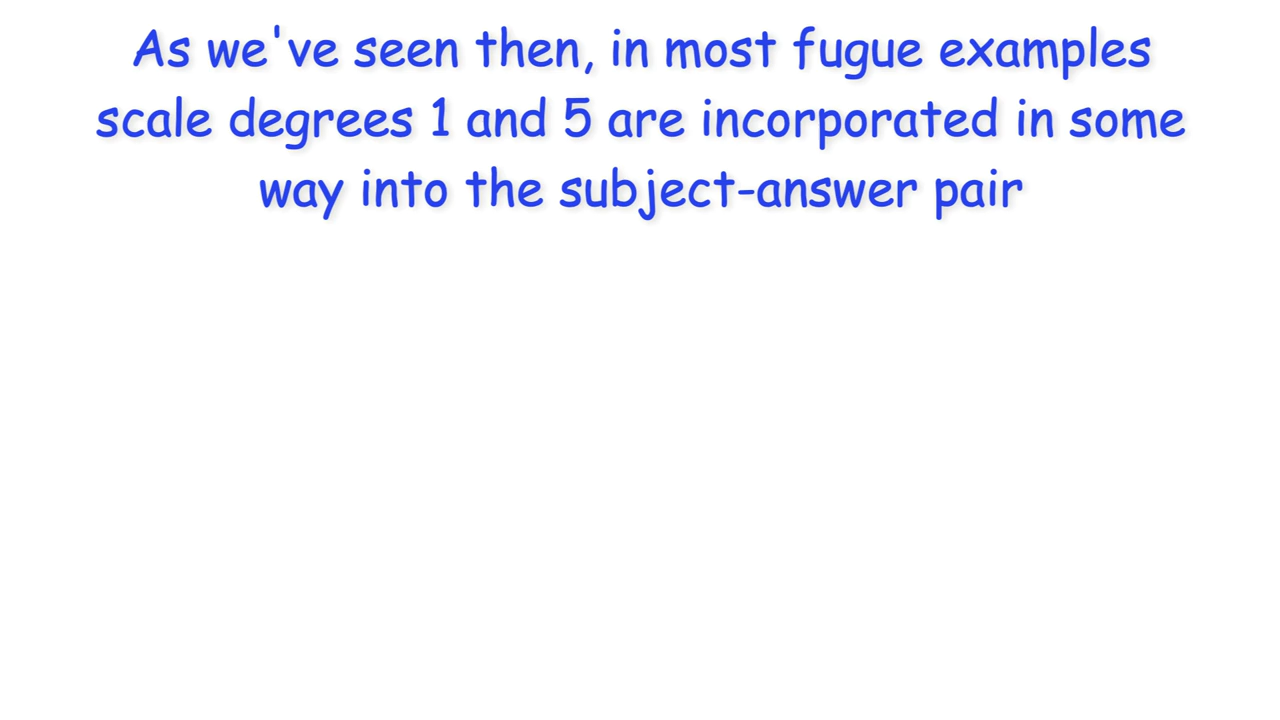 As we've seen then, in most fugue examples
scale degrees 1 and 5 are incorporated in some
way into the subject-answer pair